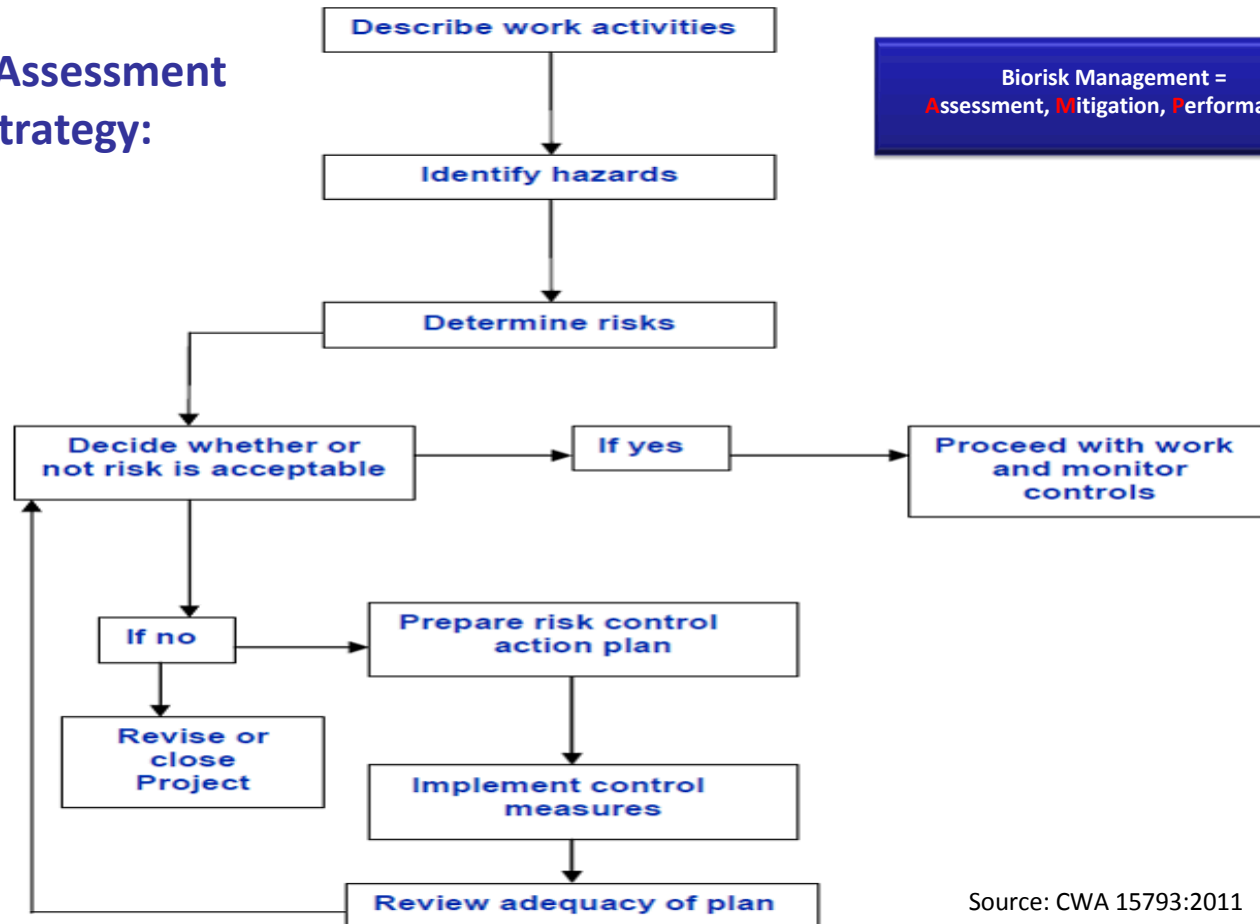 Assessment
trategy:
Describe work activities
Biorisk Management =
Assessment, Mitigation, Performa
Identify hazards
Determine risks
Decide whether or
not risk is acceptable
If yes
Proceed with work
and monitor
controls
If no
Prepare risk control
action plan
Revise or
close
Project
Implement control
measures
Review adequacy of plan
Source: CWA 15793:2011